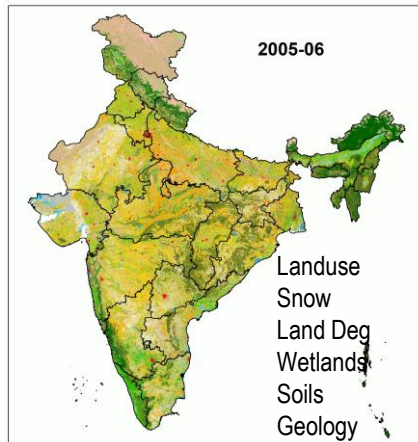 2005-06
Landuse
Snow
Land Deg
Wetlands
Soils
Geology